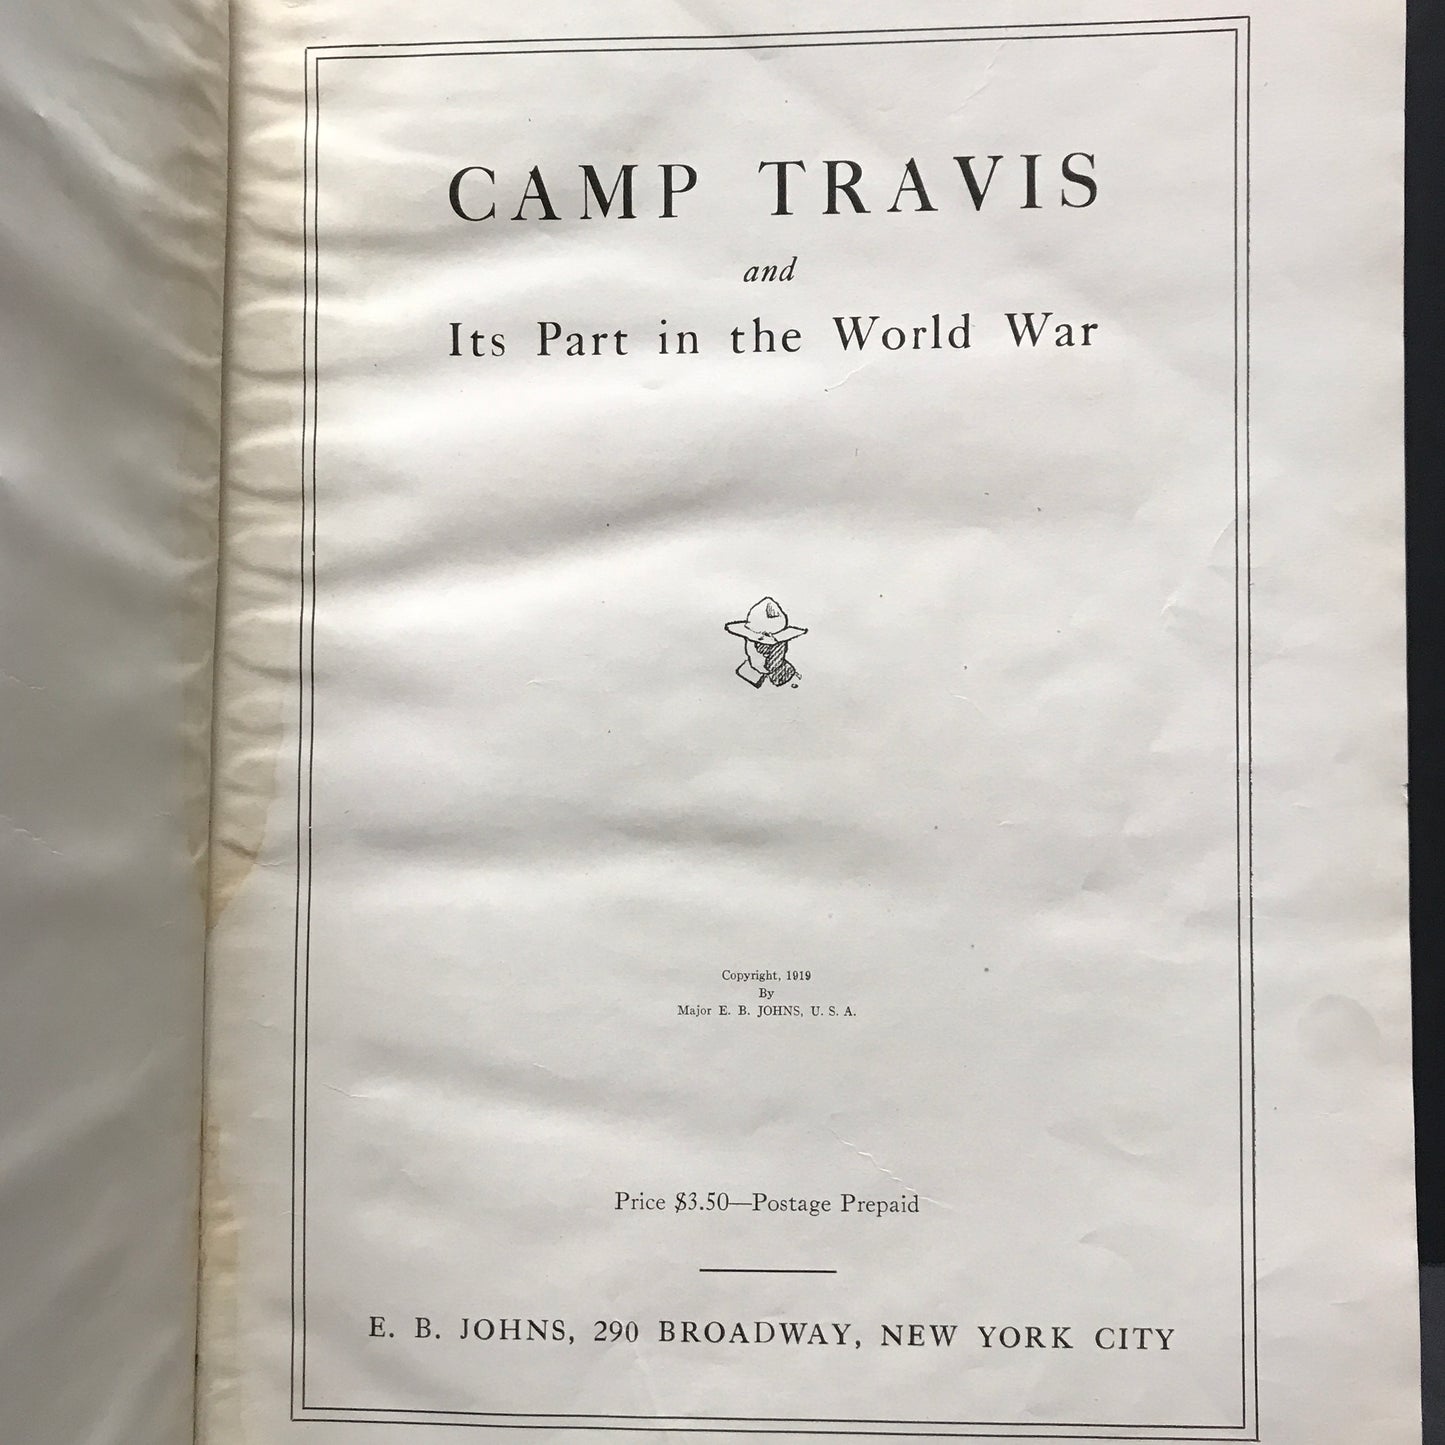 CAMP TRAVIS
and
Its Part in the World War
Copyright, 1919
By
Major E. B. JOHNS, U. S. A.
Price $3.50—Postage Prepaid
E. B. JOHNS, 290 BROADWAY, NEW YORK CITY